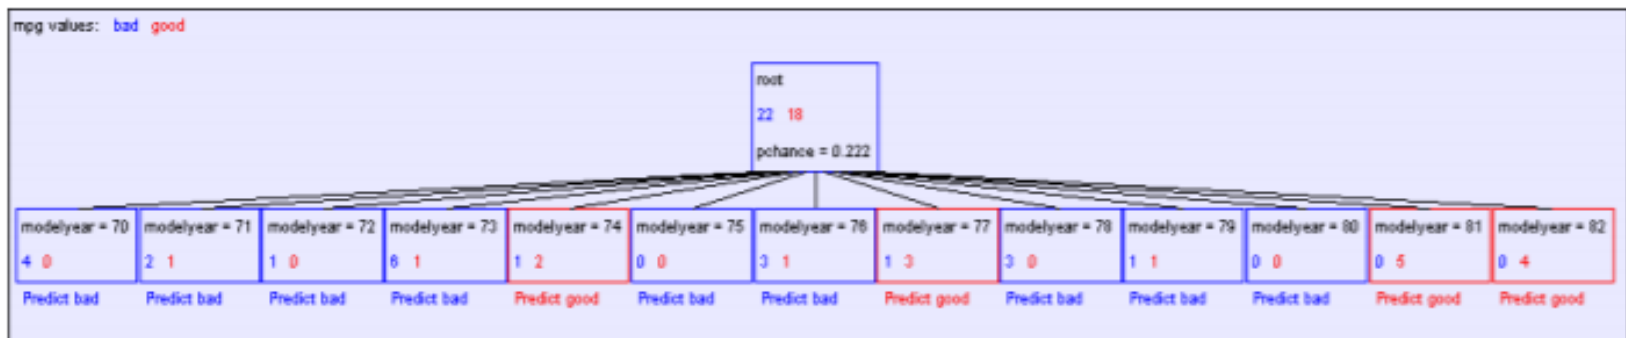 mpg values: bad good
root
22 18
pchance = 0.222
modelyear = 70 modelyear = 71 modelyear = 72 modelyear = 73 modelyear = 74 modelyear = 75 modelyear = 76 modelyear = 77 modelyear = 78 modelyear = 79 modelyear = 80 modelyear = 81 modelyear = 82
4 0 2 1 1 0 6 1 1 2 0 0 3 1 1 3 3 0 1 1 0 0 0 5 0 4
Predict bad Predict bad Predict bad Predict bad Predict good Predict bad Predict bad Predict good Predict bad Predict bad Predict bad Predict good Predict good